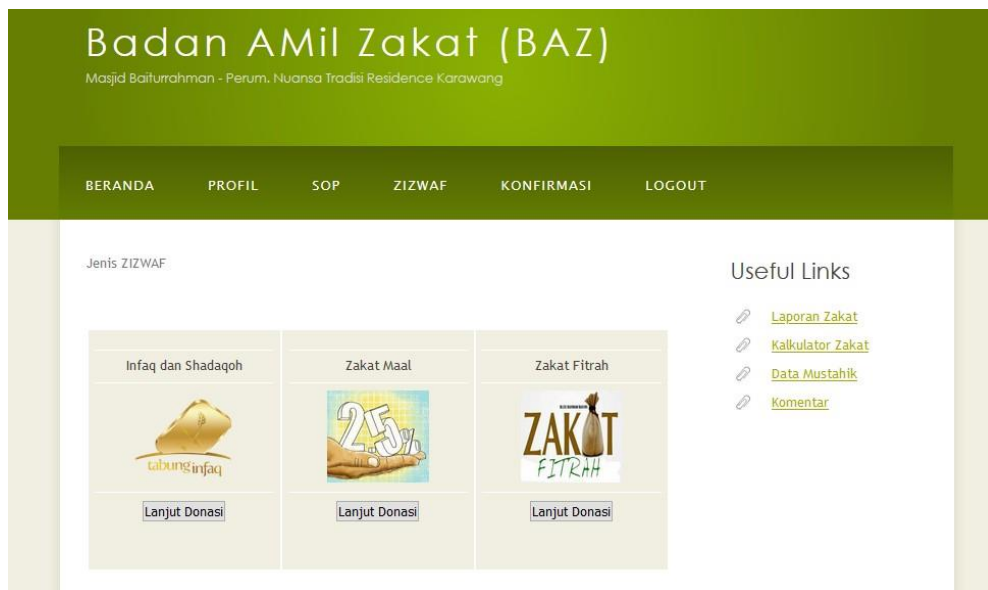 Badan AMil Zakat (BAZ)
Masjid Baiturrahman - Perum. Nuansa Tradisi Residence Karawang
BERANDA PROFIL SOP ZIZWAF KONFIRMASI LOGOUT
Jenis ZIZWAF
Infaq dan Shadaqoh
tabung infaq
Lanjut Donasi
Zakat Maal
2.5%
Lanjut Donasi
Zakat Fitrah
ZAKAT
FITRAH
Lanjut Donasi
Useful Links
Laporan Zakat
Kalkulator Zakat
Data Mustahik
Komentar